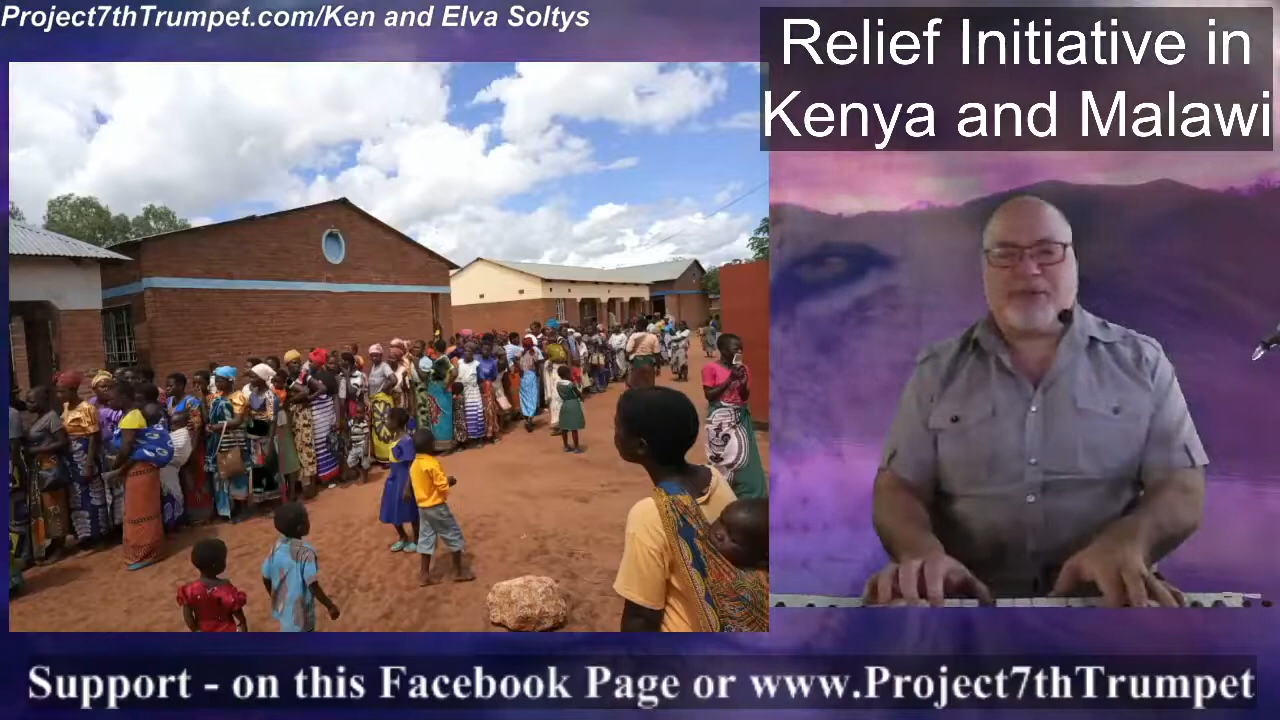 Project7thTrumpet.com/Ken and Elva Soltys
Relief Initiative in
Kenya and Malawi
Support - on this Facebook Page or www.Project7thTrumpet